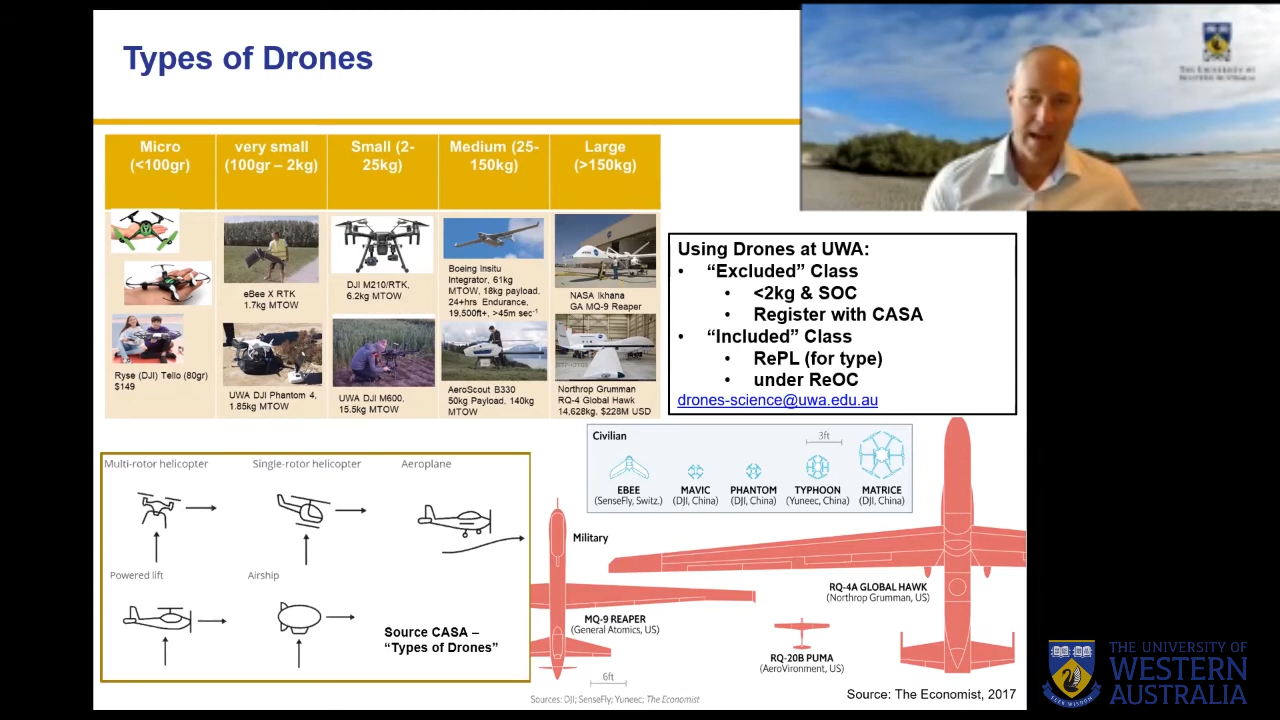 Types of Drones
THE UNIVERSITY OF
WESTERN AUSTRALIA
Micro
(<100gr)
very small
(100gr – 2kg)
Small (2-
25kg)
Medium (25-
150kg)
Large
(>150kg)
eBee X RTK
1.7kg MTOW
DJI M210/RTK,
6.2kg MTOW
Boeing Insitu
Integrator, 61kg
MTOW, 18kg payload,
24+hrs Endurance,
19,500ft+, >45m sec⁻¹
NASA Ikhana
GA MQ-9 Reaper
Ryse (DJI) Tello (80gr)
$149
UWA DJI Phantom 4,
1.85kg MTOW
UWA DJI M600,
15.5kg MTOW
AeroScout B330
50kg Payload, 140kg
MTOW
Northrop Grumman
RQ-4 Global Hawk
14,628kg, $228M USD
Using Drones at UWA:
• “Excluded” Class
• <2kg & SOC
• Register with CASA
• “Included” Class
• RePL (for type)
• under ReOC
drones-science@uwa.edu.au
Multi-rotor helicopter
Single-rotor helicopter
Aeroplane
Powered lift
Airship
Source CASA –
“Types of Drones”
Civilian
3ft
EBEE
(SenseFly, Switz.)
MAVIC
(DJI, China)
PHANTOM
(DJI, China)
TYPHOON
(Yuneec, China)
MATRICE
(DJI, China)
Military
RQ-4A GLOBAL HAWK
(Northrop Grumman, US)
MQ-9 REAPER
(General Atomics, US)
RQ-20B PUMA
(AeroVironment, US)
6ft
Sources: DJI; SenseFly; Yuneec; The Economist
Source: The Economist, 2017
THE UNIVERSITY OF
WESTERN
AUSTRALIA
SEEK WISDOM